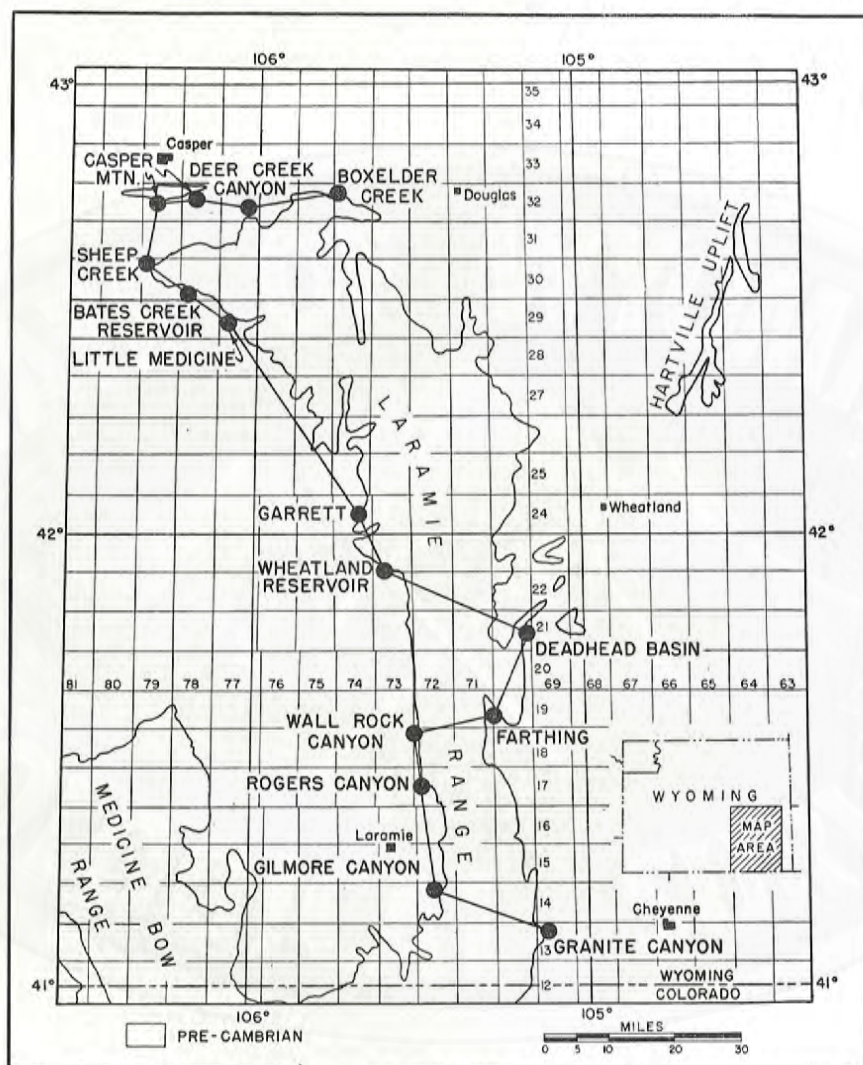 106° 105°
43° 43°
35
34
Casper 33
CASPER
MTN.
DEER CREEK
CANYON
BOXELDER
CREEK
Douglas
32
31
SHEEP
CREEK
30
BATES CREEK
RESERVOIR
29
LITTLE MEDICINE
28
27
HARTVILLE UPLIFT
LARAMIE
25
GARRETT
24
Wheatland
42° 42°
WHEATLAND
RESERVOIR
22
21
DEADHEAD BASIN
20
81 80 79 78 77 76 75 74 73 72 71 69 68 67 66 65 64 63
19
WALL ROCK
CANYON
FARTHING
18
RANGE
ROGERS CANYON
17
WYOMING
MAP
AREA
MEDICINE BOW
RANGE
16
Laramie
15
GILMORE CANYON
14
Cheyenne
GRANITE CANYON
13
WYOMING
12
COLORADO
41° 41°
106° 105°
PRE-CAMBRIAN
MILES
0 5 10 20 30